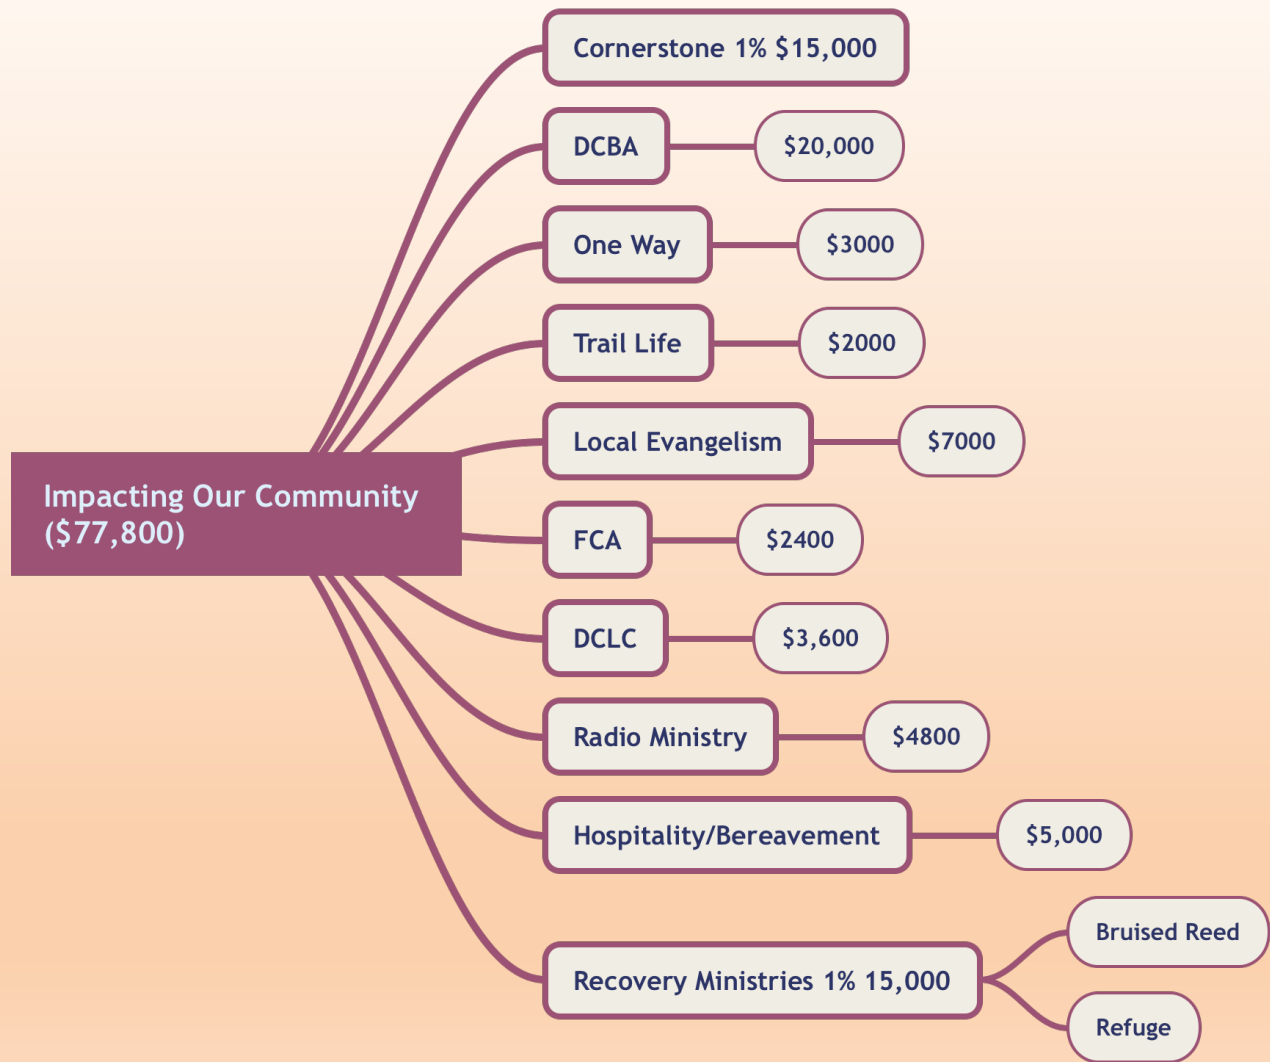 Cornerstone 1% $15,000
DCBA
$20,000
One Way
$3000
Trail Life
$2000
Local Evangelism
$7000
Impacting Our Community
($77,800)
FCA
$2400
DCLC
$3,600
Radio Ministry
$4800
Hospitality/Bereavement
$5,000
Recovery Ministries 1% 15,000
Bruised Reed
Refuge